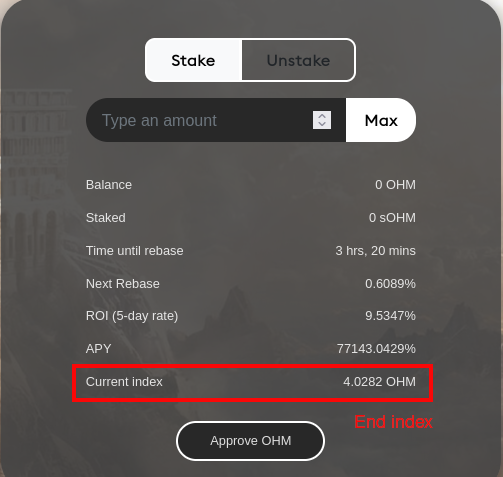 Stake Unstake
Type an amount Max
Balance 0 OHM
Staked 0 sOHM
Time until rebase 3 hrs, 20 mins
Next Rebase 0.6089%
ROI (5-day rate) 9.5347%
APY 77143.0429%
Current index 4.0282 OHM
End Index
Approve OHM